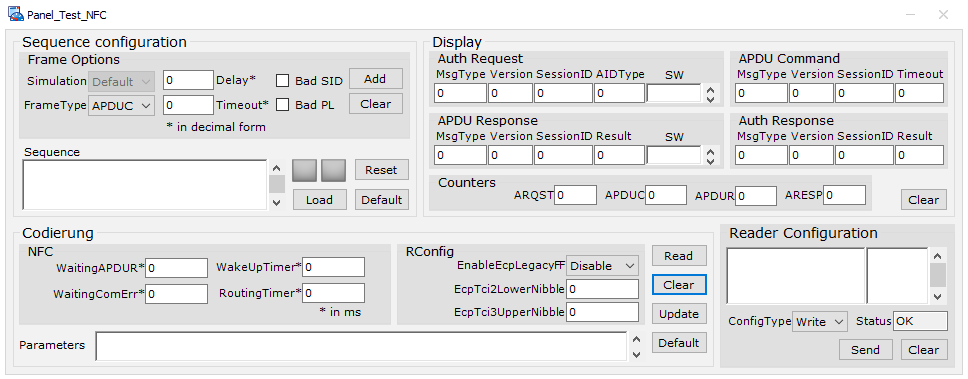 Panel_Test_NFC
Sequence configuration
Frame Options
Simulation Default 0 Delay* Bad SID Add
FrameType APDUC 0 Timeout* Bad PL Clear
* in decimal form
Sequence
Reset
Load Default
Display
Auth Request
MsgType Version SessionID AIDType SW
0 0 0 0
APDU Command
MsgType Version SessionID Timeout
0 0 0 0
APDU Response
MsgType Version SessionID Result SW
0 0 0 0
Auth Response
MsgType Version SessionID Result
0 0 0 0
Counters
ARQST 0 APDUC 0 APDUR 0 ARESP 0
Clear
Codierung
NFC
WaitingAPDUR* 0 WakeUpTimer* 0
WaitingComErr* 0 RoutingTimer* 0
* in ms
RConfig
EnableEcpLegacyFF Disable
EcpTci2LowerNibble 0
EcpTci3UpperNibble 0
Read
Clear
Update
Default
Parameters
Reader Configuration
ConfigType Write Status OK
Send Clear